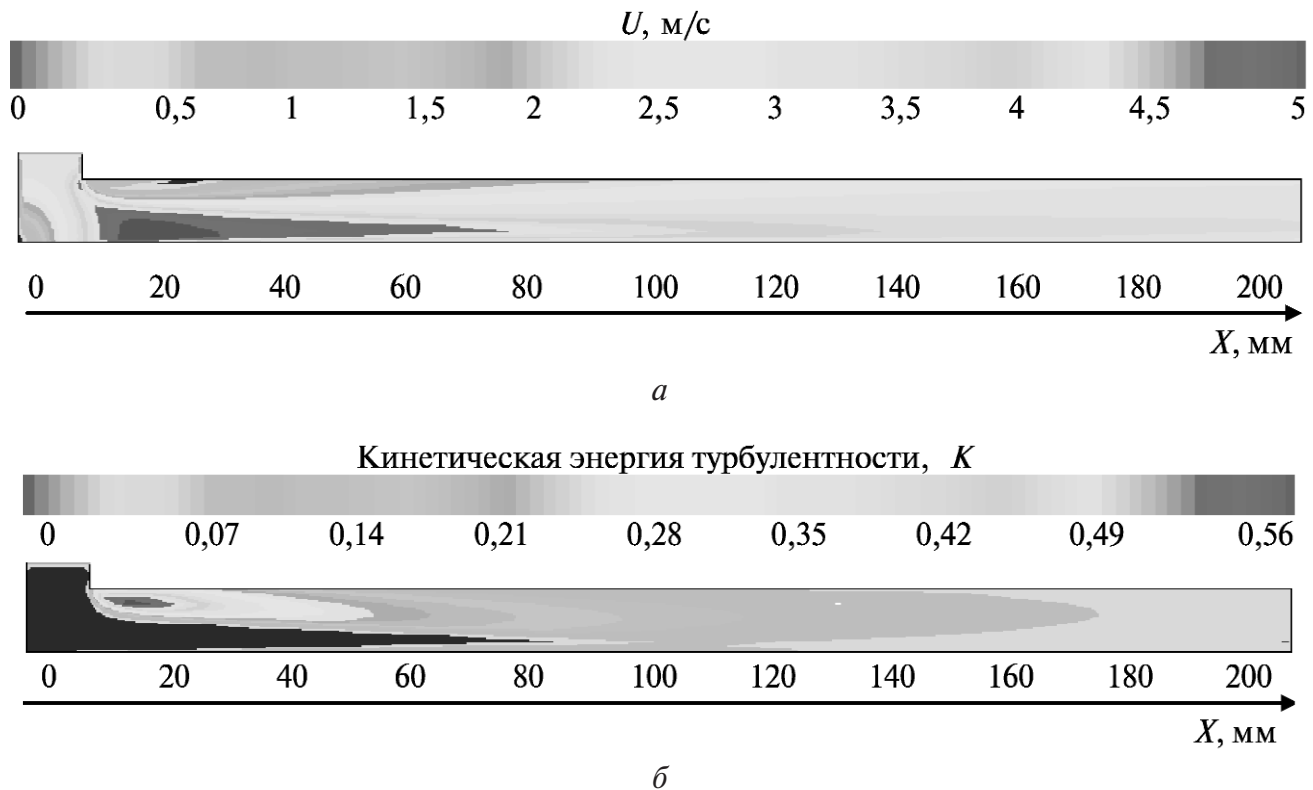 U, м/с
0 0,5 1 1,5 2 2,5 3 3,5 4 4,5 5
0 20 40 60 80 100 120 140 160 180 200
X, мм
а
Кинетическая энергия турбулентности, K
0 0,07 0,14 0,21 0,28 0,35 0,42 0,49 0,56
0 20 40 60 80 100 120 140 160 180 200
X, мм
б